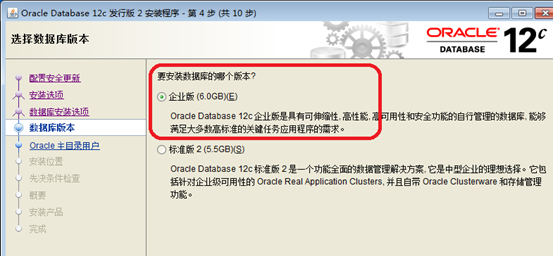 Oracle Database 12c 发行版 2 安装程序 - 第 4 步 (共 10 步)
选择数据库版本
ORACLE
DATABASE
12c
配置安全更新
安装选项
数据库安装选项
数据库版本
Oracle 主目录用户
安装位置
先决条件检查
概要
安装产品
完成
要安装数据库的哪个版本?
企业版 (6.0GB)(E)
Oracle Database 12c 企业版是具有可伸缩性, 高性能, 高可用性和安全功能的自行管理的数据库, 能够
满足大多数高标准的关键任务应用程序的需求。
标准版 2 (5.5GB)(S)
Oracle Database 12c 标准版 2 是一个功能全面的数据管理解决方案, 它是中型企业的理想选择。它包
括针对企业级可用性的 Oracle Real Application Clusters, 并且自带 Oracle Clusterware 和存储管理
功能。